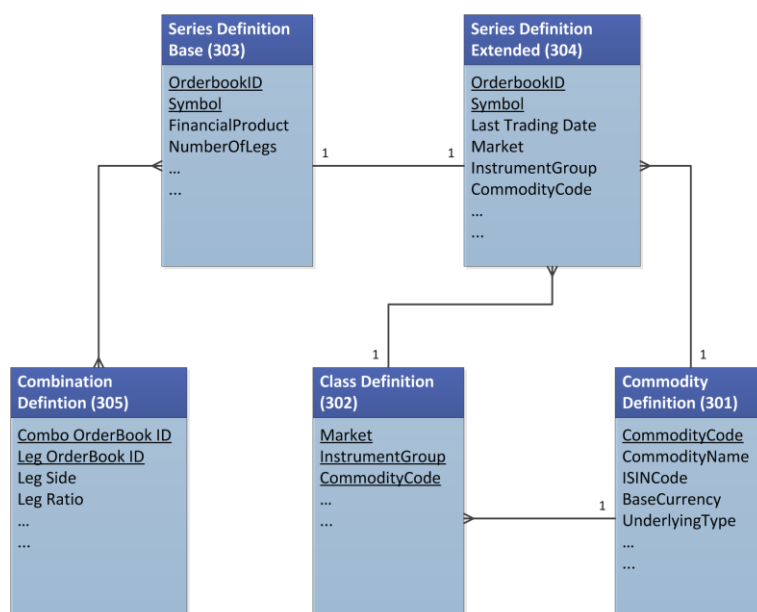 Series Definition
Base (303)
OrderbookID
Symbol
FinancialProduct
NumberOfLegs
…
...
Series Definition
Extended (304)
OrderbookID
Symbol
Last Trading Date
Market
InstrumentGroup
CommodityCode
…
...
1
1
1
1
1
Combination
Defintion (305)
Combo OrderBook ID
Leg OrderBook ID
Leg Side
Leg Ratio
…
...
Class Definition
(302)
Market
InstrumentGroup
CommodityCode
…
...
Commodity
Definition (301)
CommodityCode
CommodityName
ISINCode
BaseCurrency
UnderlyingType
…
...